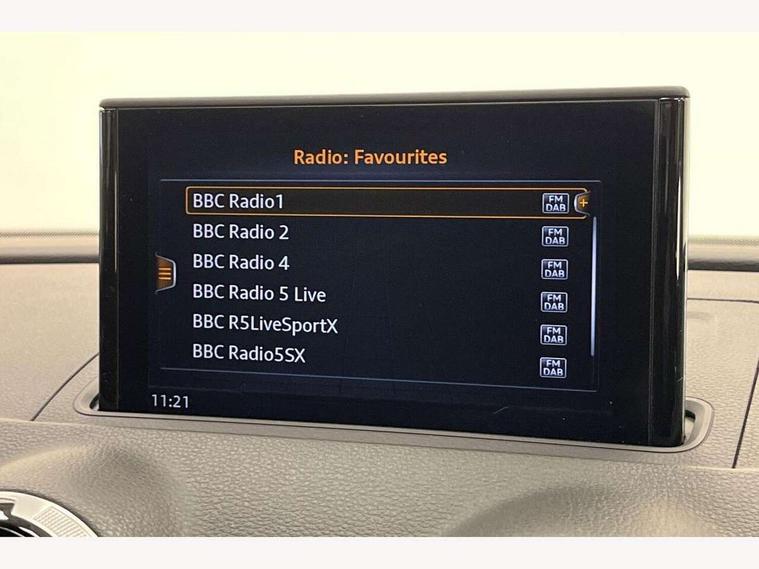 Radio: Favourites
BBC Radio1 FM DAB +
BBC Radio 2 FM DAB
BBC Radio 4 FM DAB
BBC Radio 5 Live FM DAB
BBC R5LiveSportX FM DAB
BBC Radio5SX FM DAB
11:21